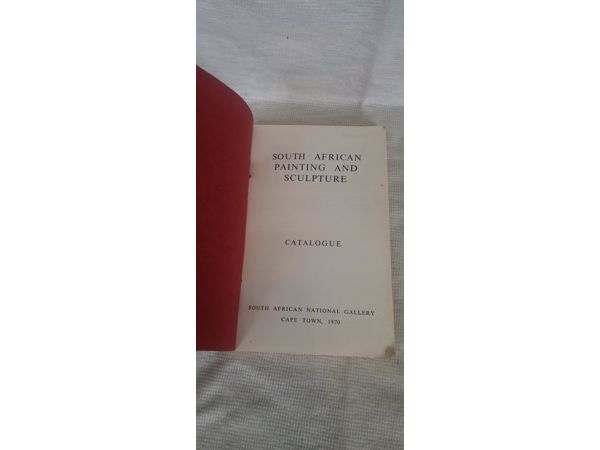 SOUTH AFRICAN
PAINTING AND
SCULPTURE
CATALOGUE
SOUTH AFRICAN NATIONAL GALLERY
CAPE TOWN, 1970